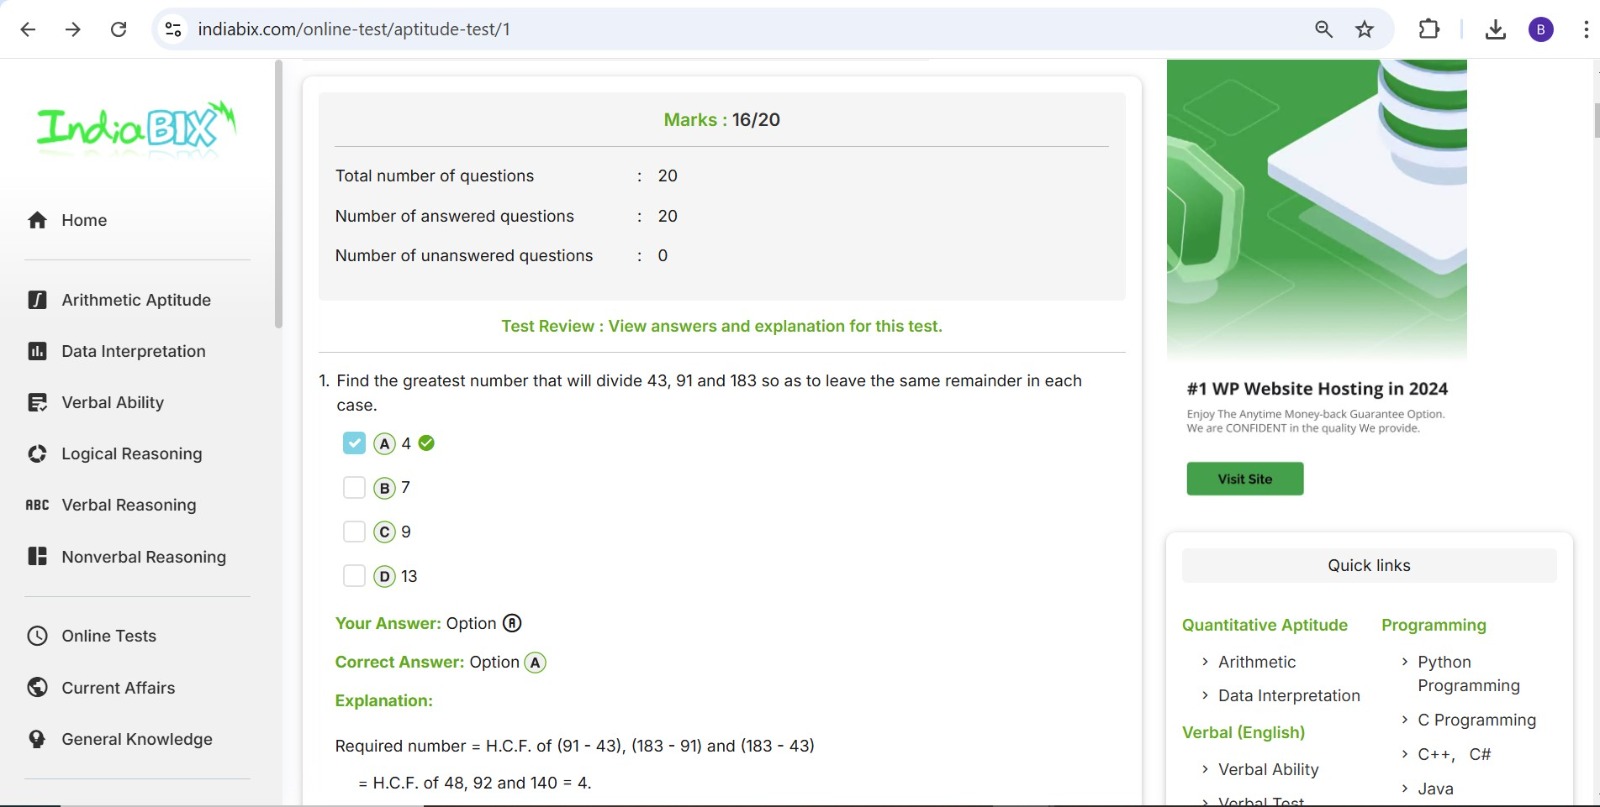 indiabix.com/online-test/aptitude-test/1
B
IndiaBIX
Home
Arithmetic Aptitude
Data Interpretation
Verbal Ability
Logical Reasoning
ABC Verbal Reasoning
Nonverbal Reasoning
Online Tests
Current Affairs
General Knowledge
Marks : 16/20
Total number of questions : 20
Number of answered questions : 20
Number of unanswered questions : 0
Test Review : View answers and explanation for this test.
1. Find the greatest number that will divide 43, 91 and 183 so as to leave the same remainder in each
case.
A 4
B 7
C 9
D 13
Your Answer: Option A
Correct Answer: Option A
Explanation:
Required number = H.C.F. of (91 - 43), (183 - 91) and (183 - 43)
= H.C.F. of 48, 92 and 140 = 4.
#1 WP Website Hosting in 2024
Enjoy The Anytime Money-back Guarantee Option.
We are CONFIDENT in the quality We provide.
Visit Site
Quick links
Quantitative Aptitude
› Arithmetic
› Data Interpretation
Verbal (English)
› Verbal Ability
› Verbal Test
Programming
› Python
Programming
› C Programming
› C++, C#
› Java